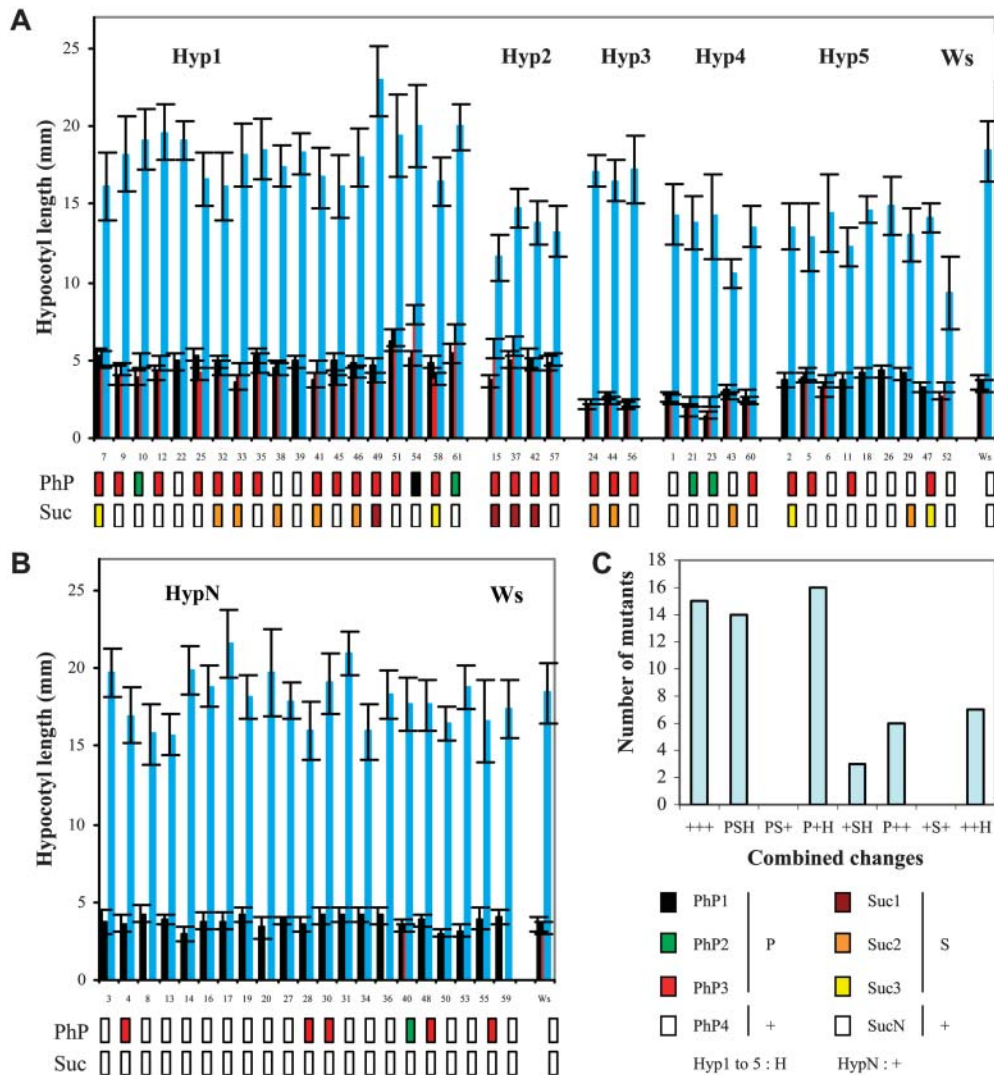 A
Hyp1 Hyp2 Hyp3 Hyp4 Hyp5 Ws
Hypocotyl length (mm)
25
20
15
10
5
0
7 9 10 12 22 25 32 33 35 38 39 41 45 46 49 51 54 58 61 15 37 42 57 24 44 56 1 21 23 43 60 2 5 6 11 18 26 29 47 52 Ws
PhP
Suc
B
HypN Ws
Hypocotyl length (mm)
25
20
15
10
5
0
3 4 8 13 14 16 17 19 20 27 28 30 31 34 36 40 48 50 53 55 59 Ws
PhP
Suc
C
Number of mutants
18
16
14
12
10
8
6
4
2
0
+++ PSH PS+ P+H +SH P++ +S+ ++H
Combined changes
PhP1 Suc1
PhP2 P Suc2 S
PhP3 Suc3
PhP4 + SucN +
Hyp1 to 5 : H HypN : +